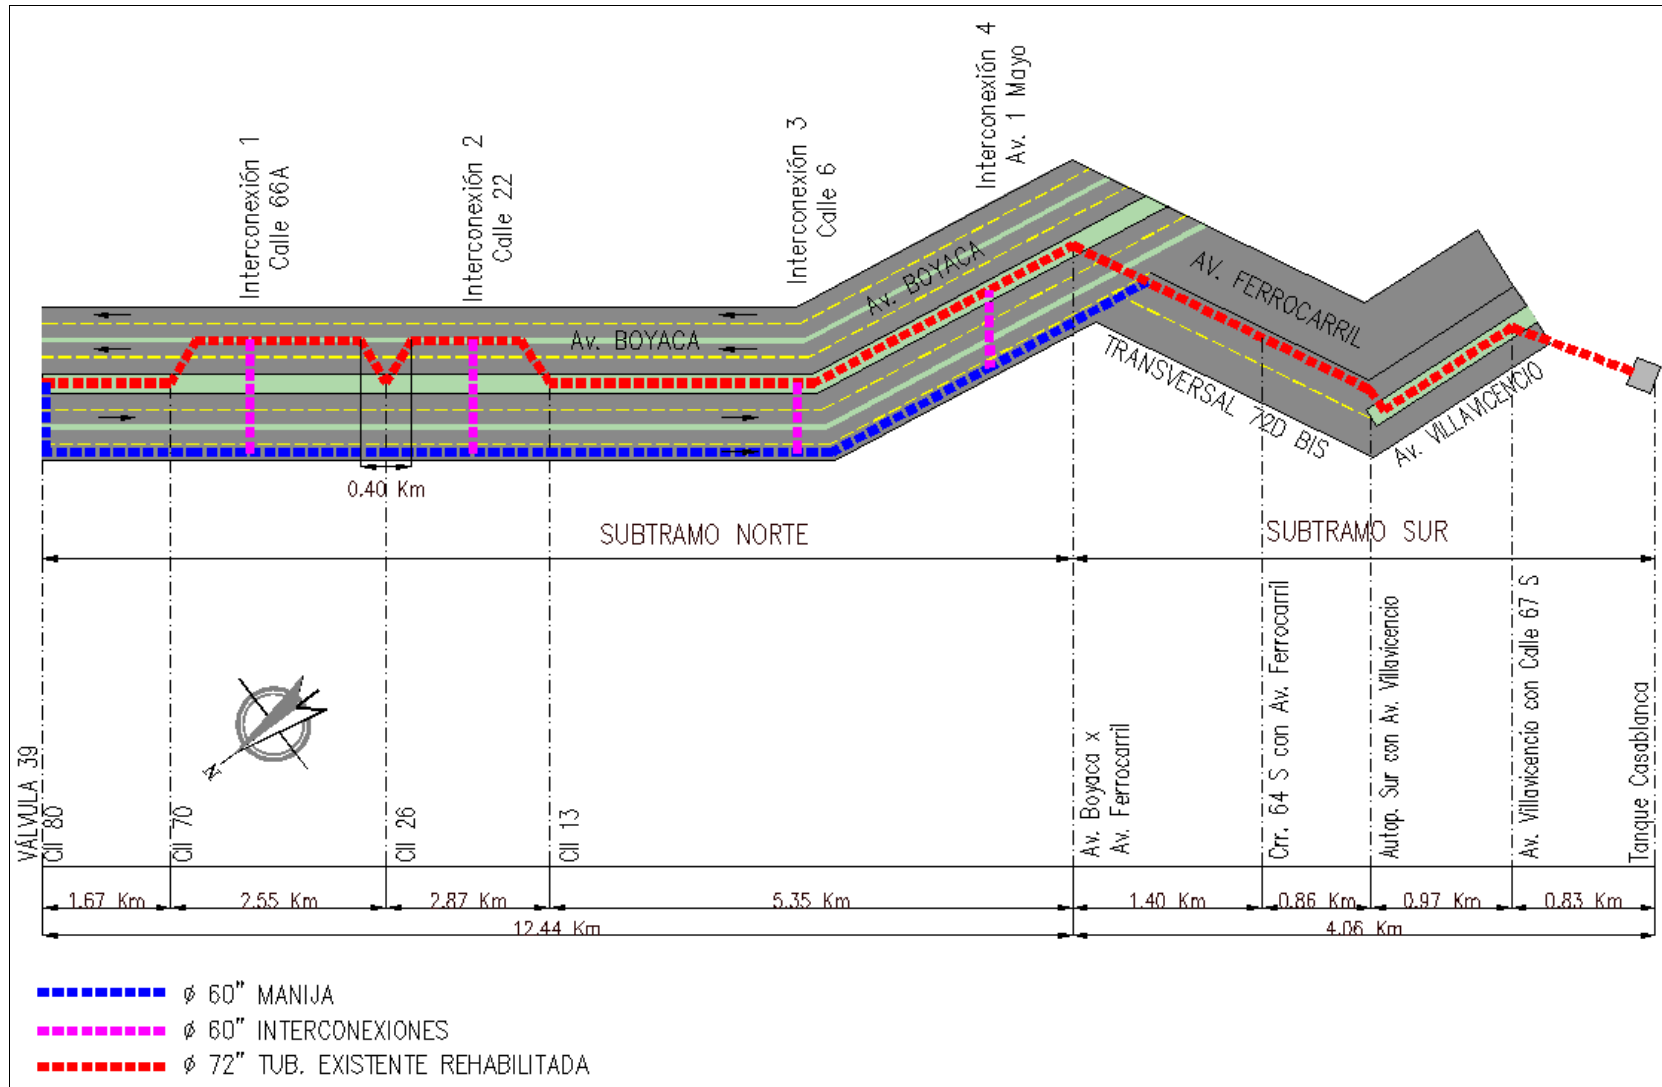 Interconexión 1
Calle 66A
Interconexión 2
Calle 22
Interconexión 3
Calle 6
Interconexión 4
Av. 1 Mayo
Av. BOYACA
Av. BOYACA
AV. FERROCARRIL
TRANSVERSAL 72D BIS
Av. VILLAVICENCIO
0.40 Km
SUBTRAMO NORTE
SUBTRAMO SUR
N
VÁLVULA 39
Cll 80
Cll 70
Cll 26
Cll 13
Av. Boyaca x
Av. Ferrocarril
Crr. 64 S con Av. Ferrocarril
Autop. Sur con Av. Villavicencio
Av. Villavicencio con Calle 67 S
Tanque Casablanca
1.67 Km
2.55 Km
2.87 Km
5.35 Km
1.40 Km
0.86 Km
0.97 Km
0.83 Km
12.44 Km
4.06 Km
ø 60" MANIJA
ø 60" INTERCONEXIONES
ø 72" TUB. EXISTENTE REHABILITADA